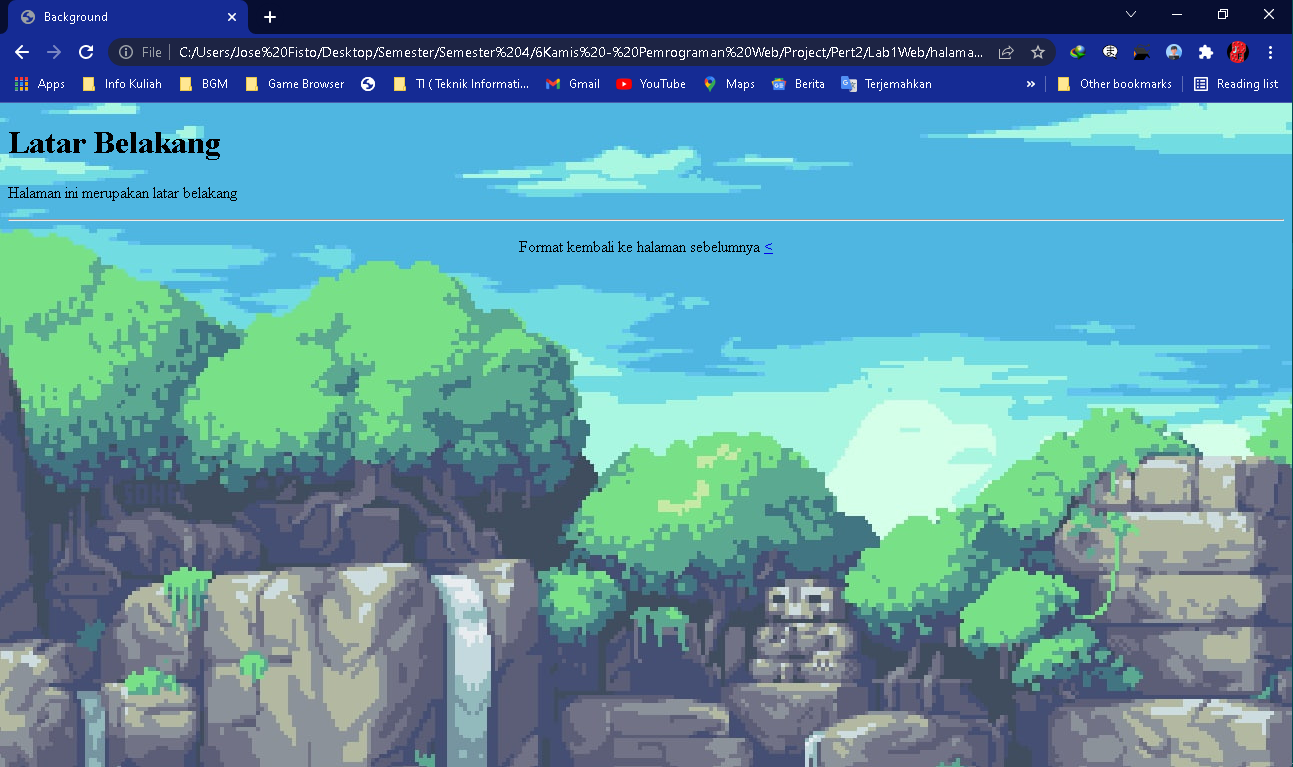 Background
File C:/Users/Jose%20Fisto/Desktop/Semester/Semester%204/6Kamis%20-%20Pemrograman%20Web/Project/Pert2/Lab1Web/halama...
Apps Info Kuliah BGM Game Browser TI ( Teknik Informati... Gmail YouTube Maps Berita Terjemahkan » Other bookmarks Reading list
Latar Belakang
Halaman ini merupakan latar belakang
Format kembali ke halaman sebelumnya <